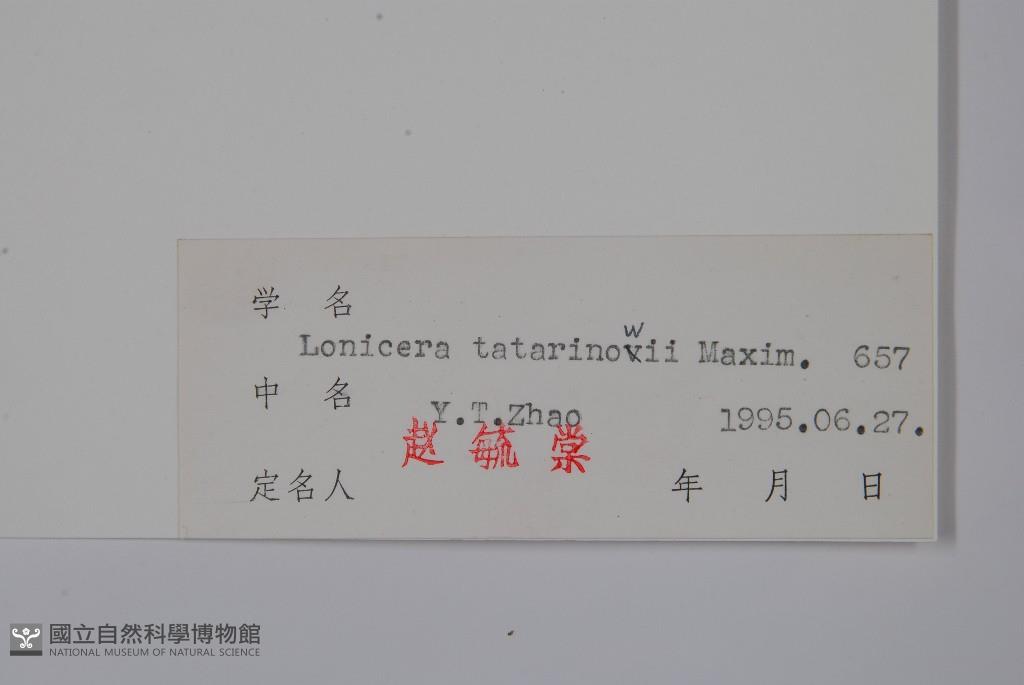 学 名
Lonicera tatarinowii Maxim. 657
中 名
Y.T.Zhao 1995.06.27.
赵 毓 棠
定名人 年 月 日
國立自然科學博物館
NATIONAL MUSEUM OF NATURAL SCIENCE